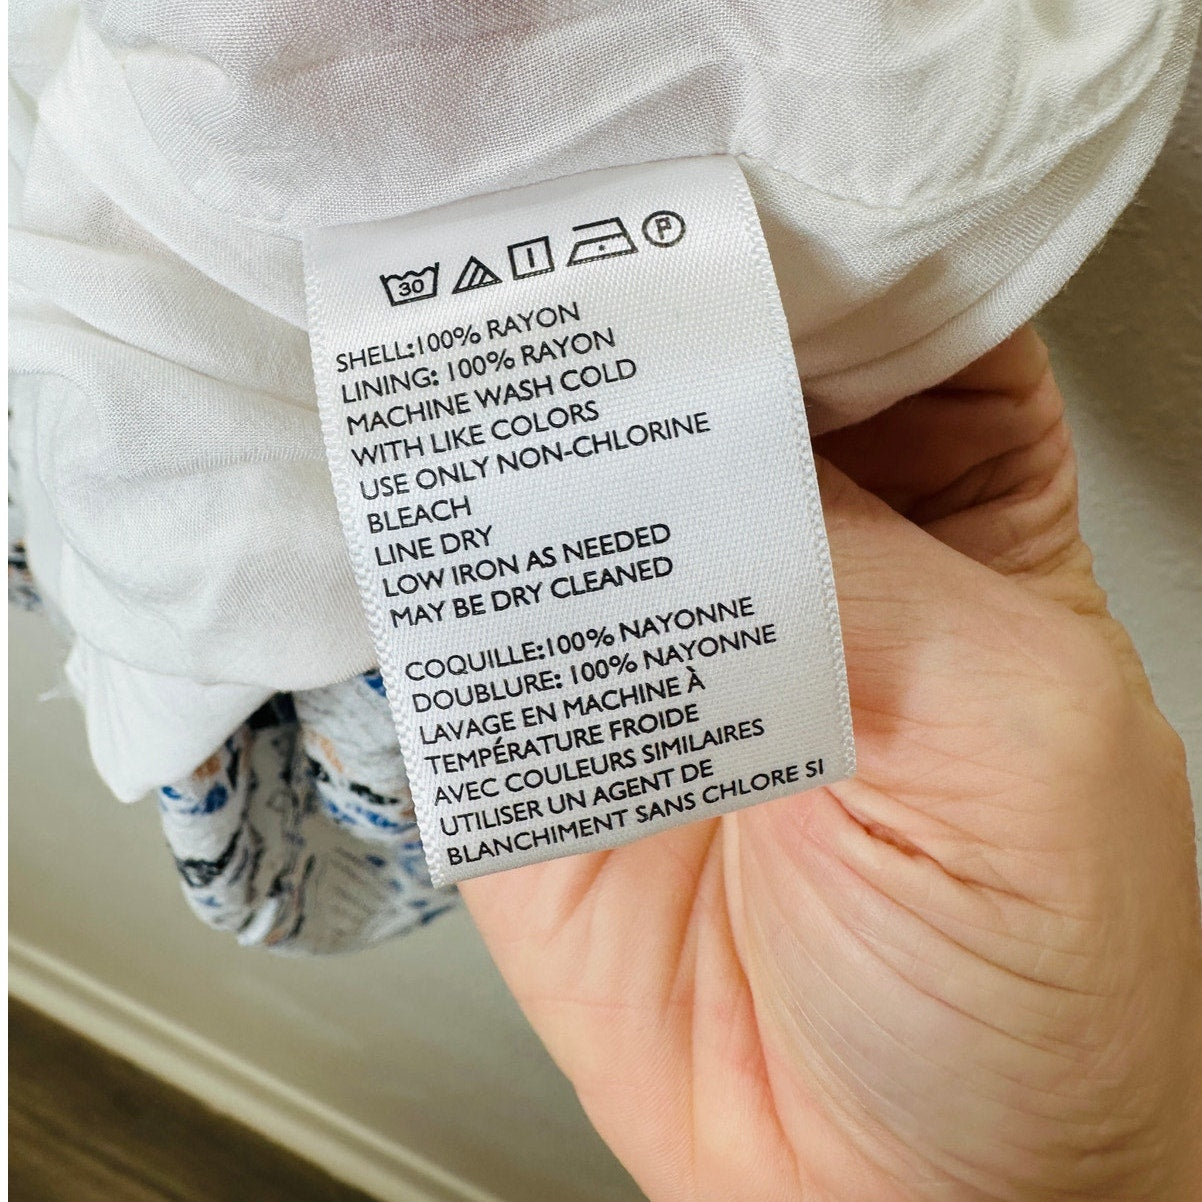 30 P
SHELL:100% RAYON
LINING: 100% RAYON
MACHINE WASH COLD
WITH LIKE COLORS
USE ONLY NON-CHLORINE
BLEACH
LINE DRY
LOW IRON AS NEEDED
MAY BE DRY CLEANED
COQUILLE:100% NAYONNE
DOUBLURE: 100% NAYONNE
LAVAGE EN MACHINE À
TEMPÉRATURE FROIDE
AVEC COULEURS SIMILAIRES
UTILISER UN AGENT DE
BLANCHIMENT SANS CHLORE SI